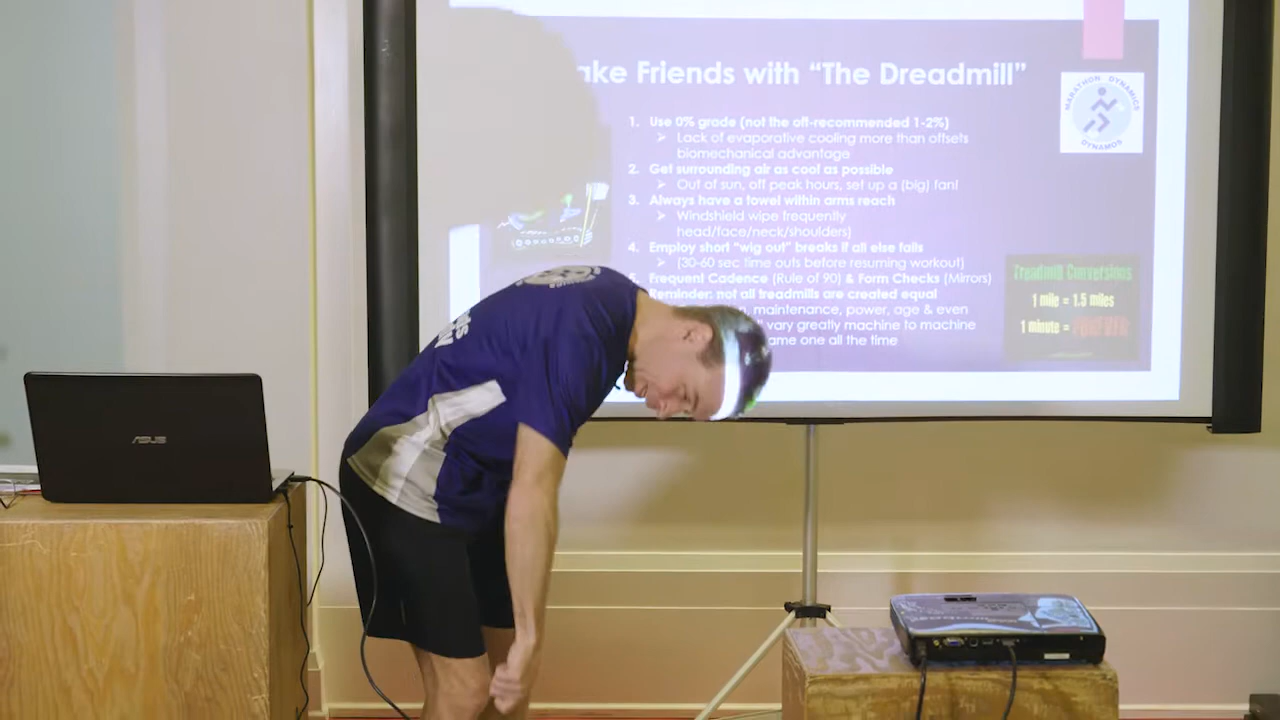 ake Friends with “The Dreadmill”
MARATHON DYNAMICS
DYNAMOS
1. Use 0% grade (not the oft-recommended 1-2%)
➢ Lack of evaporative cooling more than offsets
biomechanical advantage
2. Get surrounding air as cool as possible
➢ Out of sun, off peak hours, set up a (big) fan!
3. Always have a towel within arms reach
➢ Windshield wipe frequently
head/face/neck/shoulders)
4. Employ short “wig out” breaks if all else fails
➢ (30-60 sec time outs before resuming workout)
5. Frequent Cadence (Rule of 90) & Form Checks (Mirrors)
Reminder: not all treadmills are created equal
maintenance, power, age & even
vary greatly machine to machine
ame one all the time
Treadmill Conversions
1 mile = 1.5 miles
1 minute =
ASUS